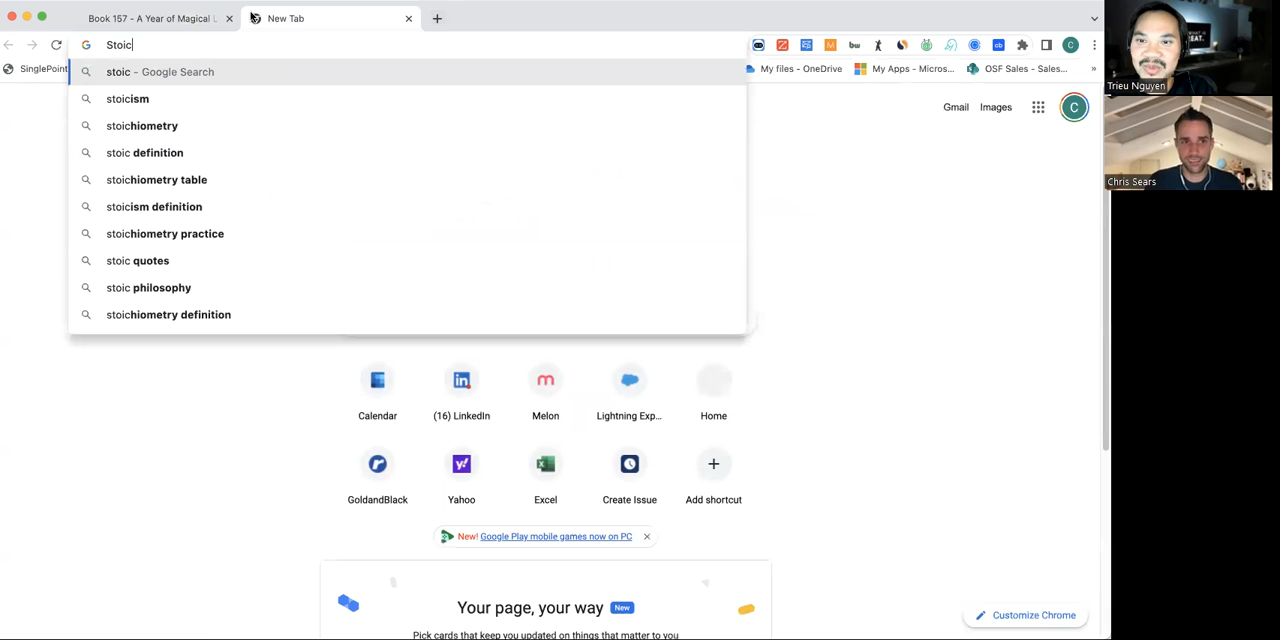 Book 157 - A Year of Magical L
New Tab
Stoic
SinglePoint
My files - OneDrive
My Apps - Micros...
OSF Sales - Sales...
»
stoic - Google Search
stoicism
stoichiometry
stoic definition
stoichiometry table
stoicism definition
stoichiometry practice
stoic quotes
stoic philosophy
stoichiometry definition
Gmail
Images
C
Calendar
(16) LinkedIn
Melon
Lightning Exp...
Home
GoldandBlack
Yahoo
Excel
Create Issue
Add shortcut
New! Google Play mobile games now on PC
Your page, your way New
Pick cards that keep you updated on things that matter to you
Customize Chrome
Trieu Nguyen
Chris Sears